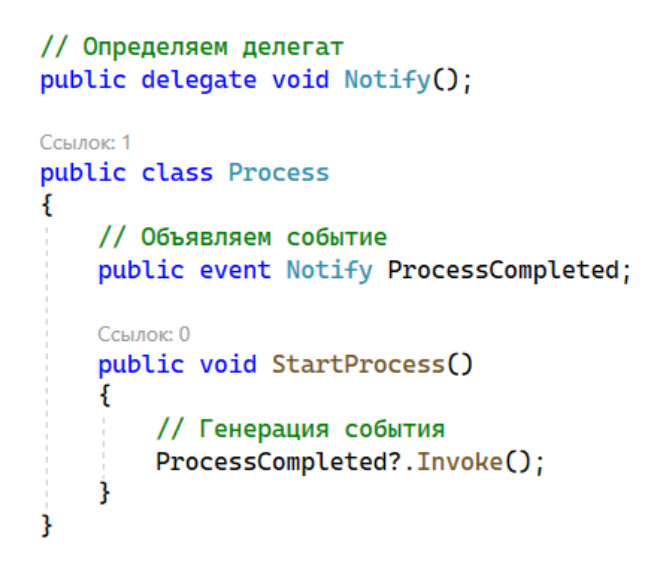 // Определяем делегат
public delegate void Notify();
Ссылок: 1
public class Process
{
// Объявляем событие
public event Notify ProcessCompleted;
Ссылок: 0
public void StartProcess()
{
// Генерация события
ProcessCompleted?.Invoke();
}
}